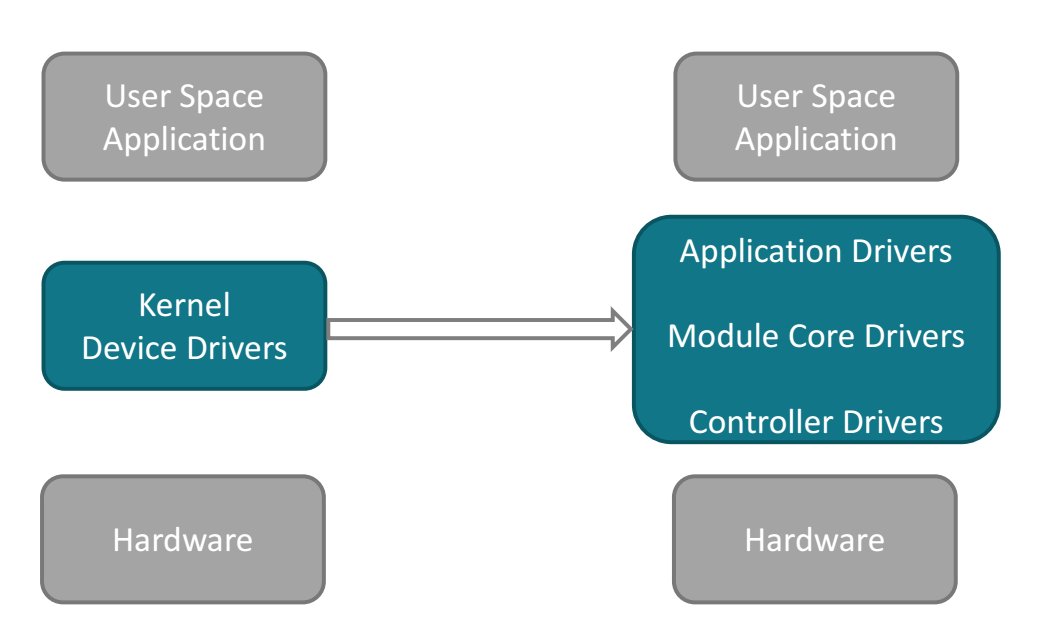 User Space
Application
Kernel
Device Drivers
Hardware
User Space
Application
Application Drivers
Module Core Drivers
Controller Drivers
Hardware